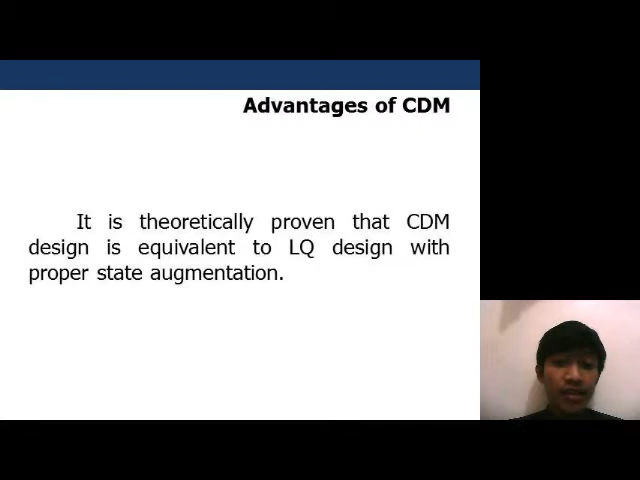 Advantages of CDM
It is theoretically proven that CDM
design is equivalent to LQ design with
proper state augmentation.